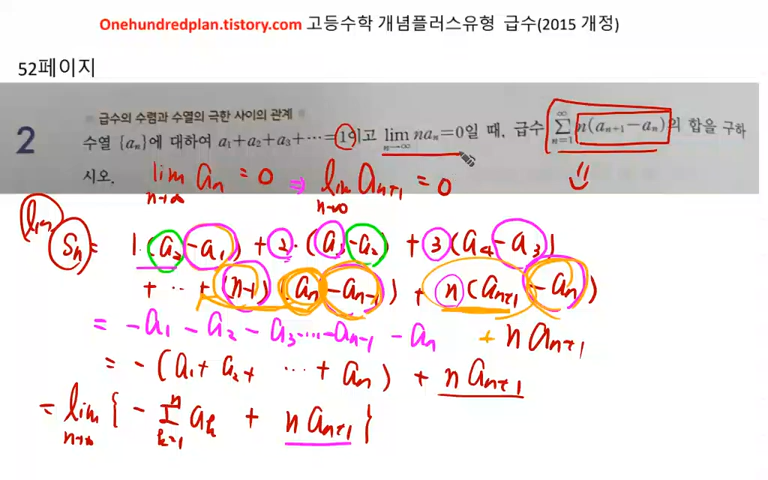 Onehundredplan.tistory.com 고등수학 개념플러스유형 급수(2015 개정)
52페이지
급수의 수렴과 수열의 극한 사이의 관계
2 수열 {aₙ}에 대하여 a₁+a₂+a₃+⋯=19이고 lim_{n→∞} naₙ=0일 때, 급수 ∑_{n=1}^{∞} n(aₙ₊₁−aₙ)의 합을 구하
시오.
lim_{n→∞} aₙ = 0 ⇒ lim_{n→∞} aₙ₊₁ = 0
lim Sₙ = 1·(a₂−a₁) + 2·(a₃−a₂) + 3(a₄−a₃)
+ ⋯ + (n−1)(aₙ−aₙ₋₁) + n(aₙ₊₁−aₙ)
= −a₁ − a₂ − a₃ ⋯ − aₙ₋₁ − aₙ + naₙ₊₁
= −(a₁+a₂+ ⋯ + aₙ) + naₙ₊₁
= lim_{n→∞} { − ∑_{k=1}^{n} aₖ + naₙ₊₁ }